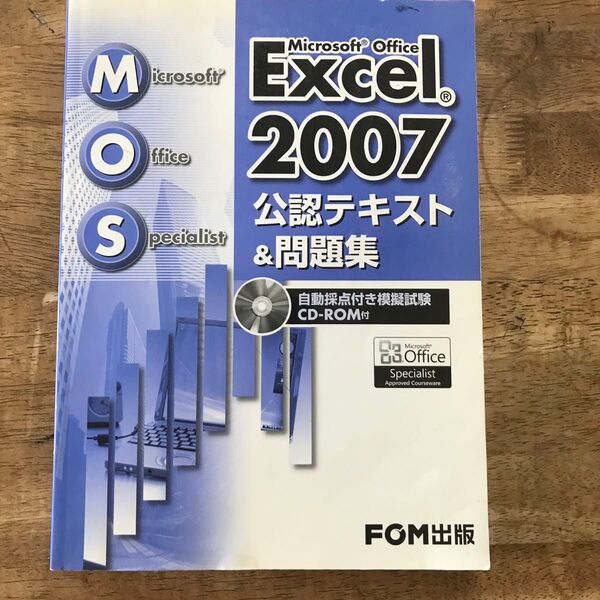 Microsoft®
Office
Specialist
Microsoft® Office
Excel®
2007
公認テキスト
&問題集
自動採点付き模擬試験
CD-ROM付
Microsoft®
Office
Specialist
Approved Courseware
FOM出版